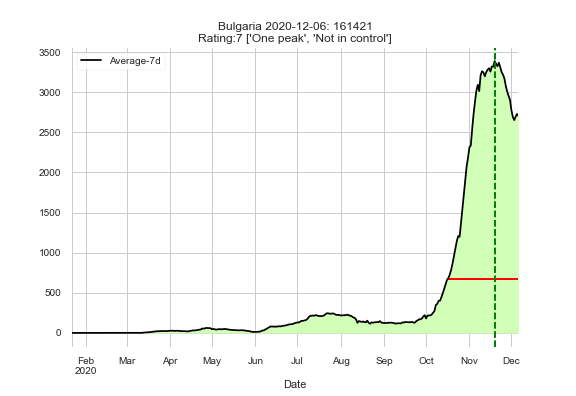 Bulgaria 2020-12-06: 161421
Rating:7 ['One peak', 'Not in control']
Average-7d
3500
3000
2500
2000
1500
1000
500
0
Feb Mar Apr May Jun Jul Aug Sep Oct Nov Dec
2020
Date